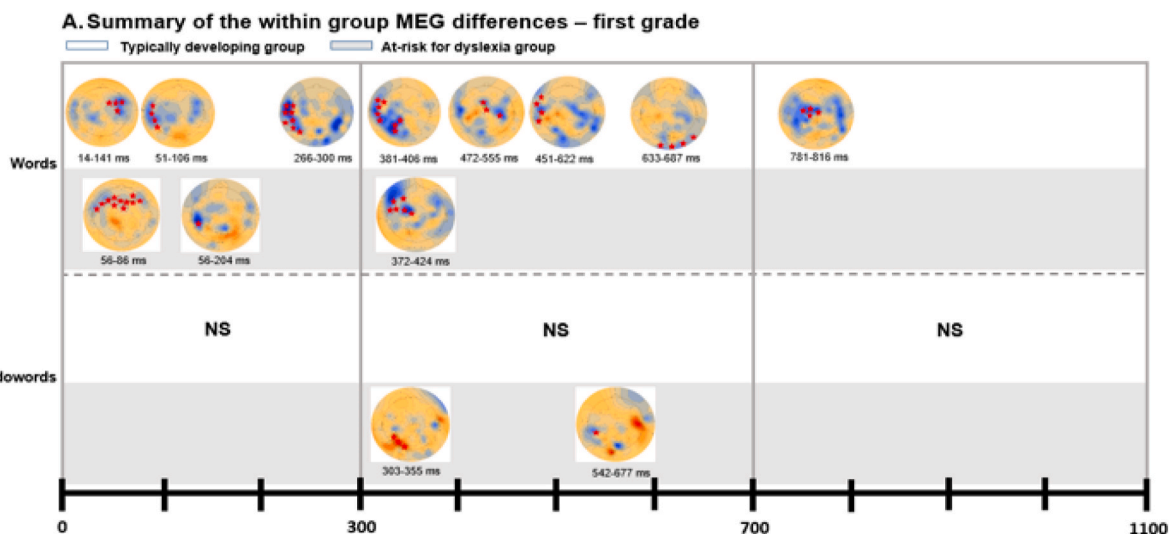 A. Summary of the within group MEG differences – first grade
Typically developing group At-risk for dyslexia group
14-141 ms 51-106 ms 266-300 ms 381-406 ms 472-555 ms 451-622 ms 633-687 ms 781-816 ms
Words
56-86 ms 56-204 ms 372-424 ms
NS NS NS
dowords
303-355 ms 542-677 ms
0 300 700 1100